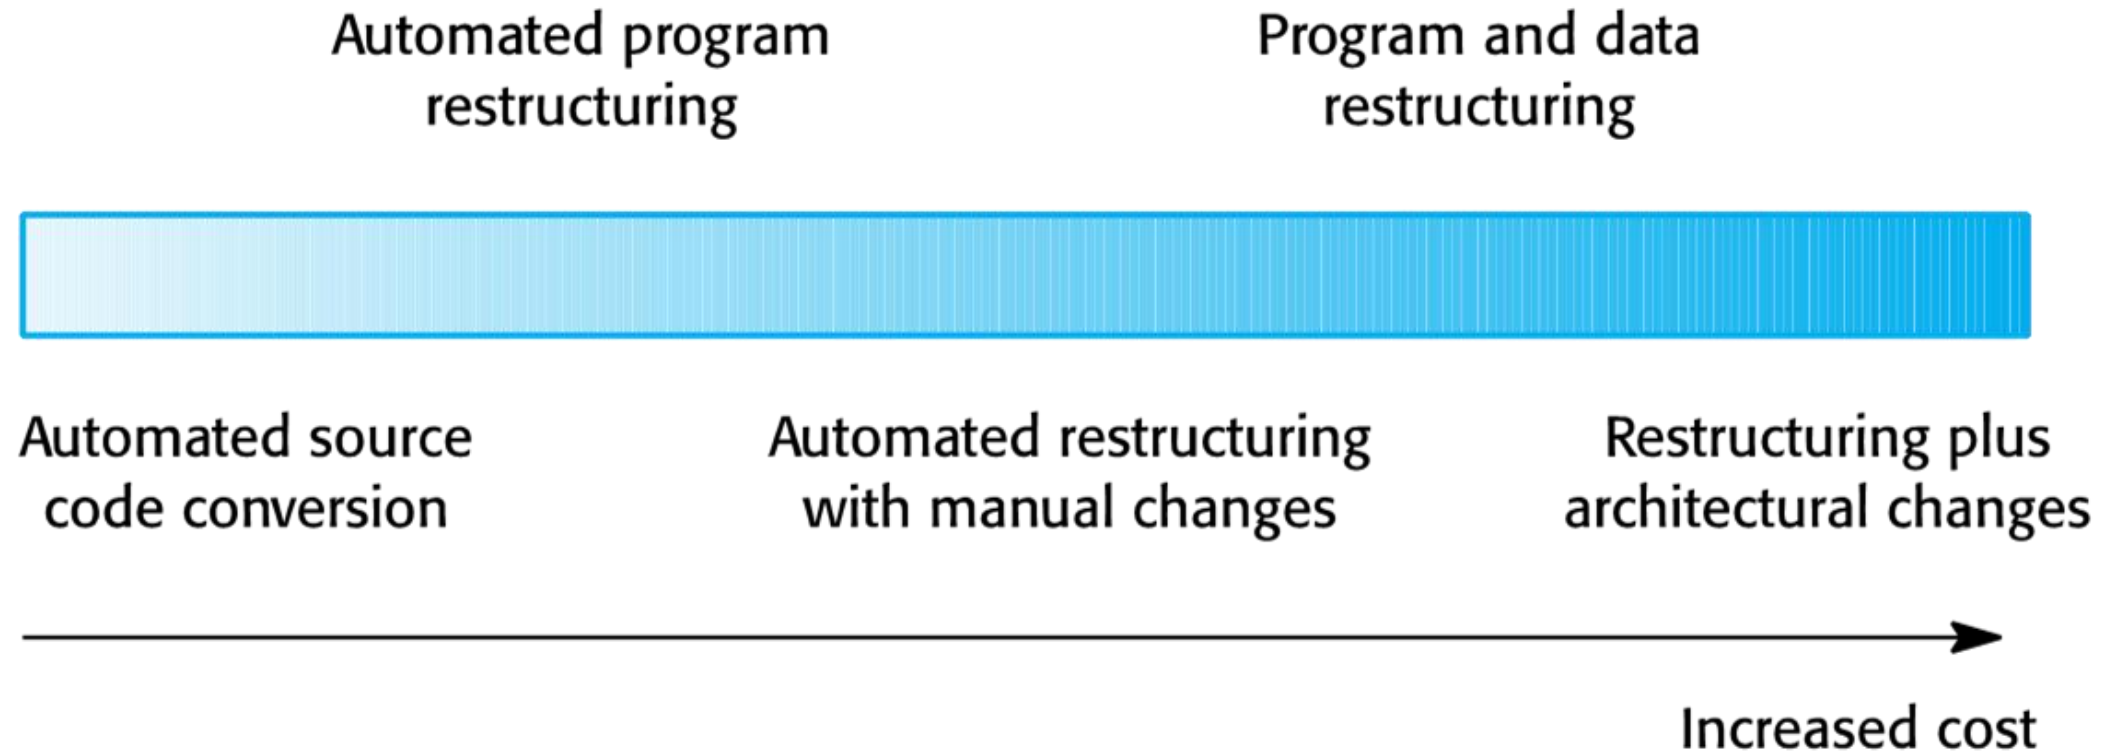 Automated program
restructuring
Program and data
restructuring
Automated source
code conversion
Automated restructuring
with manual changes
Restructuring plus
architectural changes
Increased cost